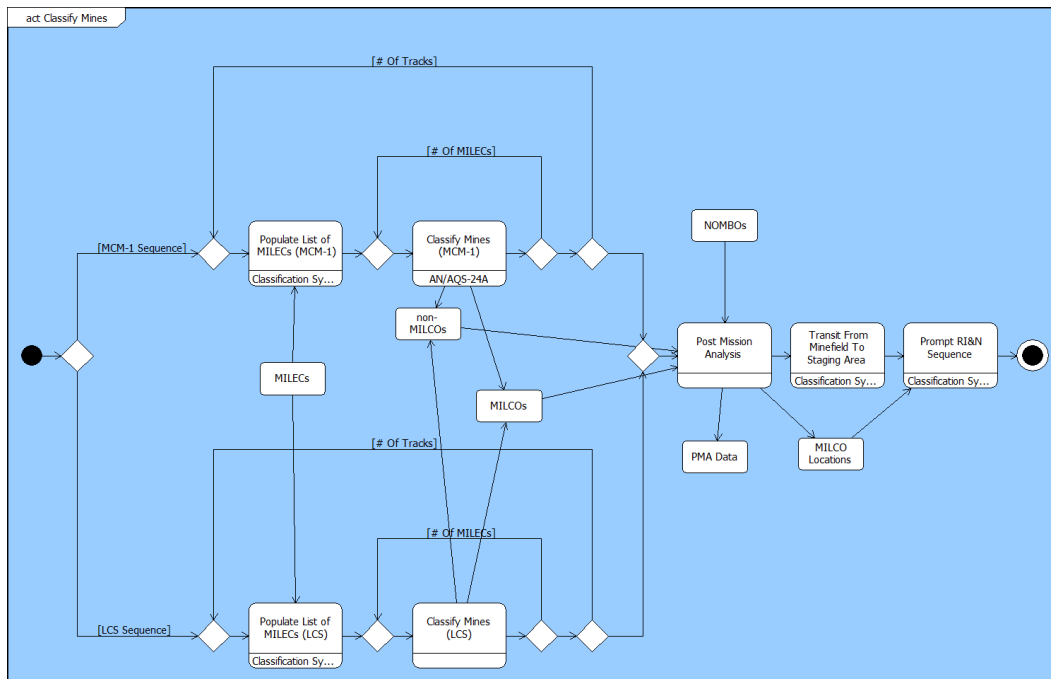 act Classify Mines
[# Of Tracks]
[# Of MILECs]
[MCM-1 Sequence]
Populate List of
MILECs (MCM-1)
Classification Sy...
Classify Mines
(MCM-1)
AN/AQS-24A
NOMBOs
non-
MILCOs
MILECs
MILCOs
Post Mission
Analysis
Transit From
Minefield To
Staging Area
Classification Sy...
Prompt RI&N
Sequence
Classification Sy...
PMA Data
MILCO
Locations
[# Of Tracks]
[# Of MILECs]
[LCS Sequence]
Populate List of
MILECs (LCS)
Classification Sy...
Classify Mines
(LCS)